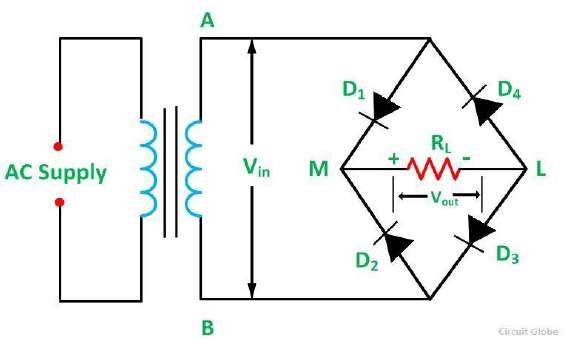 A
D1
D4
RL
AC Supply
Vin
M
+
-
L
Vout
D2
D3
B
Circuit Globe